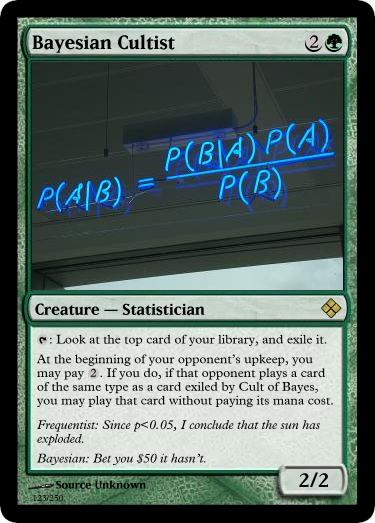 Bayesian Cultist 2
P(A|B) = P(B|A) P(A)
P(B)
Creature — Statistician
: Look at the top card of your library, and exile it.
At the beginning of your opponent's upkeep, you
may pay 2. If you do, if that opponent plays a card
of the same type as a card exiled by Cult of Bayes,
you may play that card without paying its mana cost.
Frequentist: Since p<0.05, I conclude that the sun has
exploded.
Bayesian: Bet you $50 it hasn't.
Source Unknown
123/250
2/2